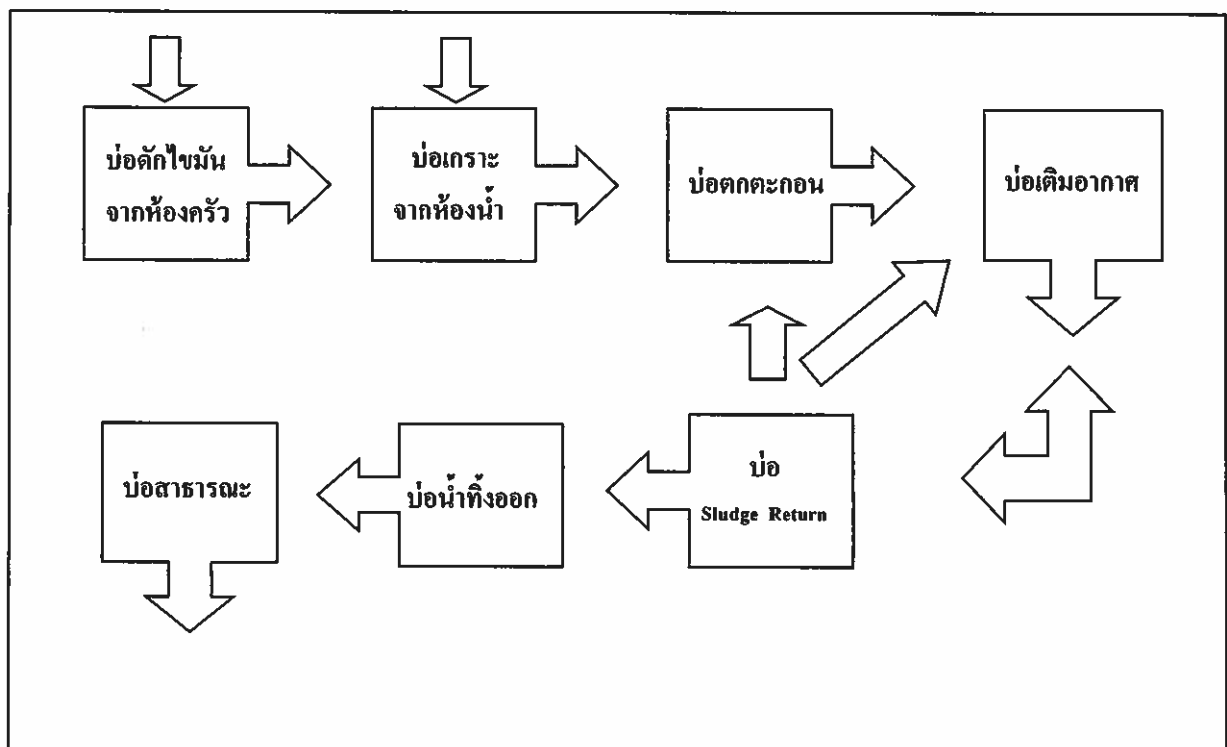 บ่อดักไขมัน
จากห้องครัว
บ่อเกราะ
จากห้องน้ำ
บ่อตกตะกอน
บ่อเติมอากาศ
บ่อสาธารณะ
บ่อน้ำทิ้งออก
บ่อ
Sludge Return